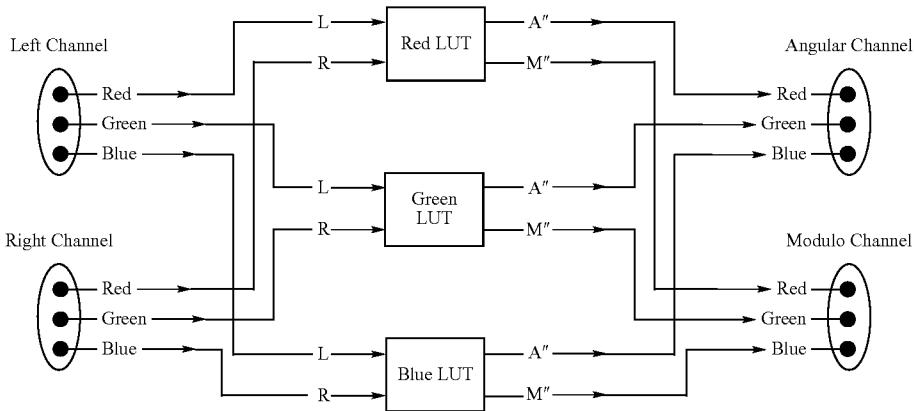 Left Channel
Red
Green
Blue
Right Channel
Red
Green
Blue
L
R
Red LUT
A″
M″
L
R
Green
LUT
A″
M″
L
R
Blue LUT
A″
M″
Angular Channel
Red
Green
Blue
Modulo Channel
Red
Green
Blue